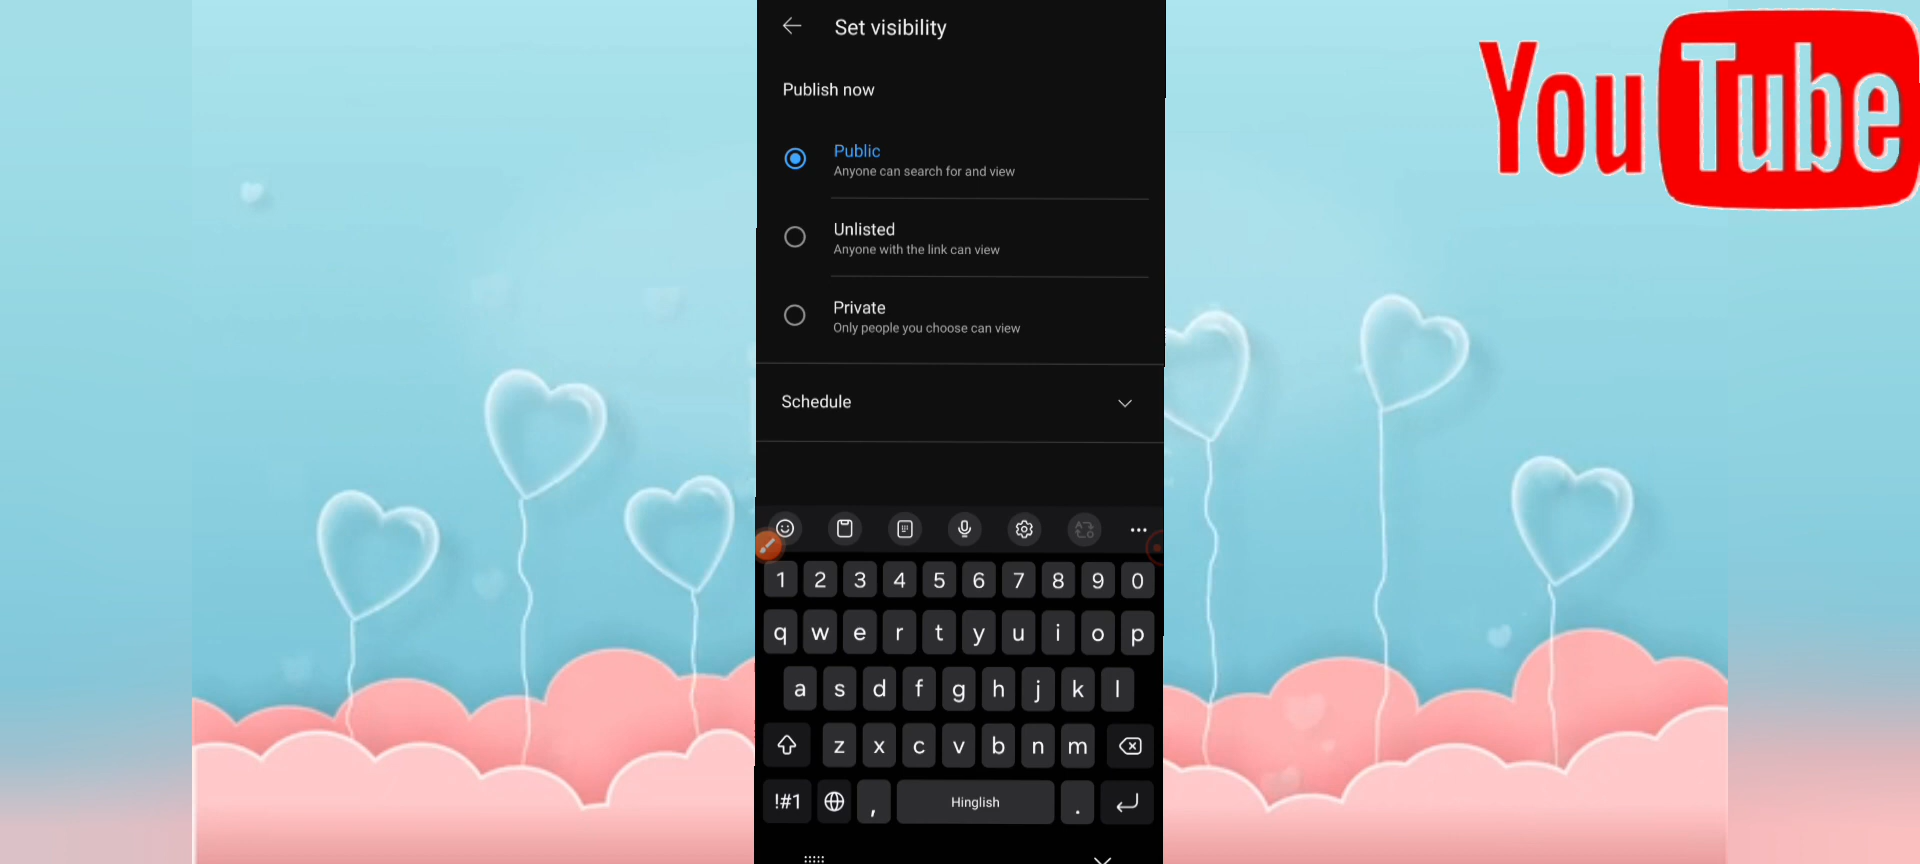 Set visibility
YouTube
Publish now
Public
Anyone can search for and view
Unlisted
Anyone with the link can view
Private
Only people you choose can view
Schedule
1 2 3 4 5 6 7 8 9 0
q w e r t y u i o p
a s d f g h j k l
z x c v b n m
!#1 , Hinglish .